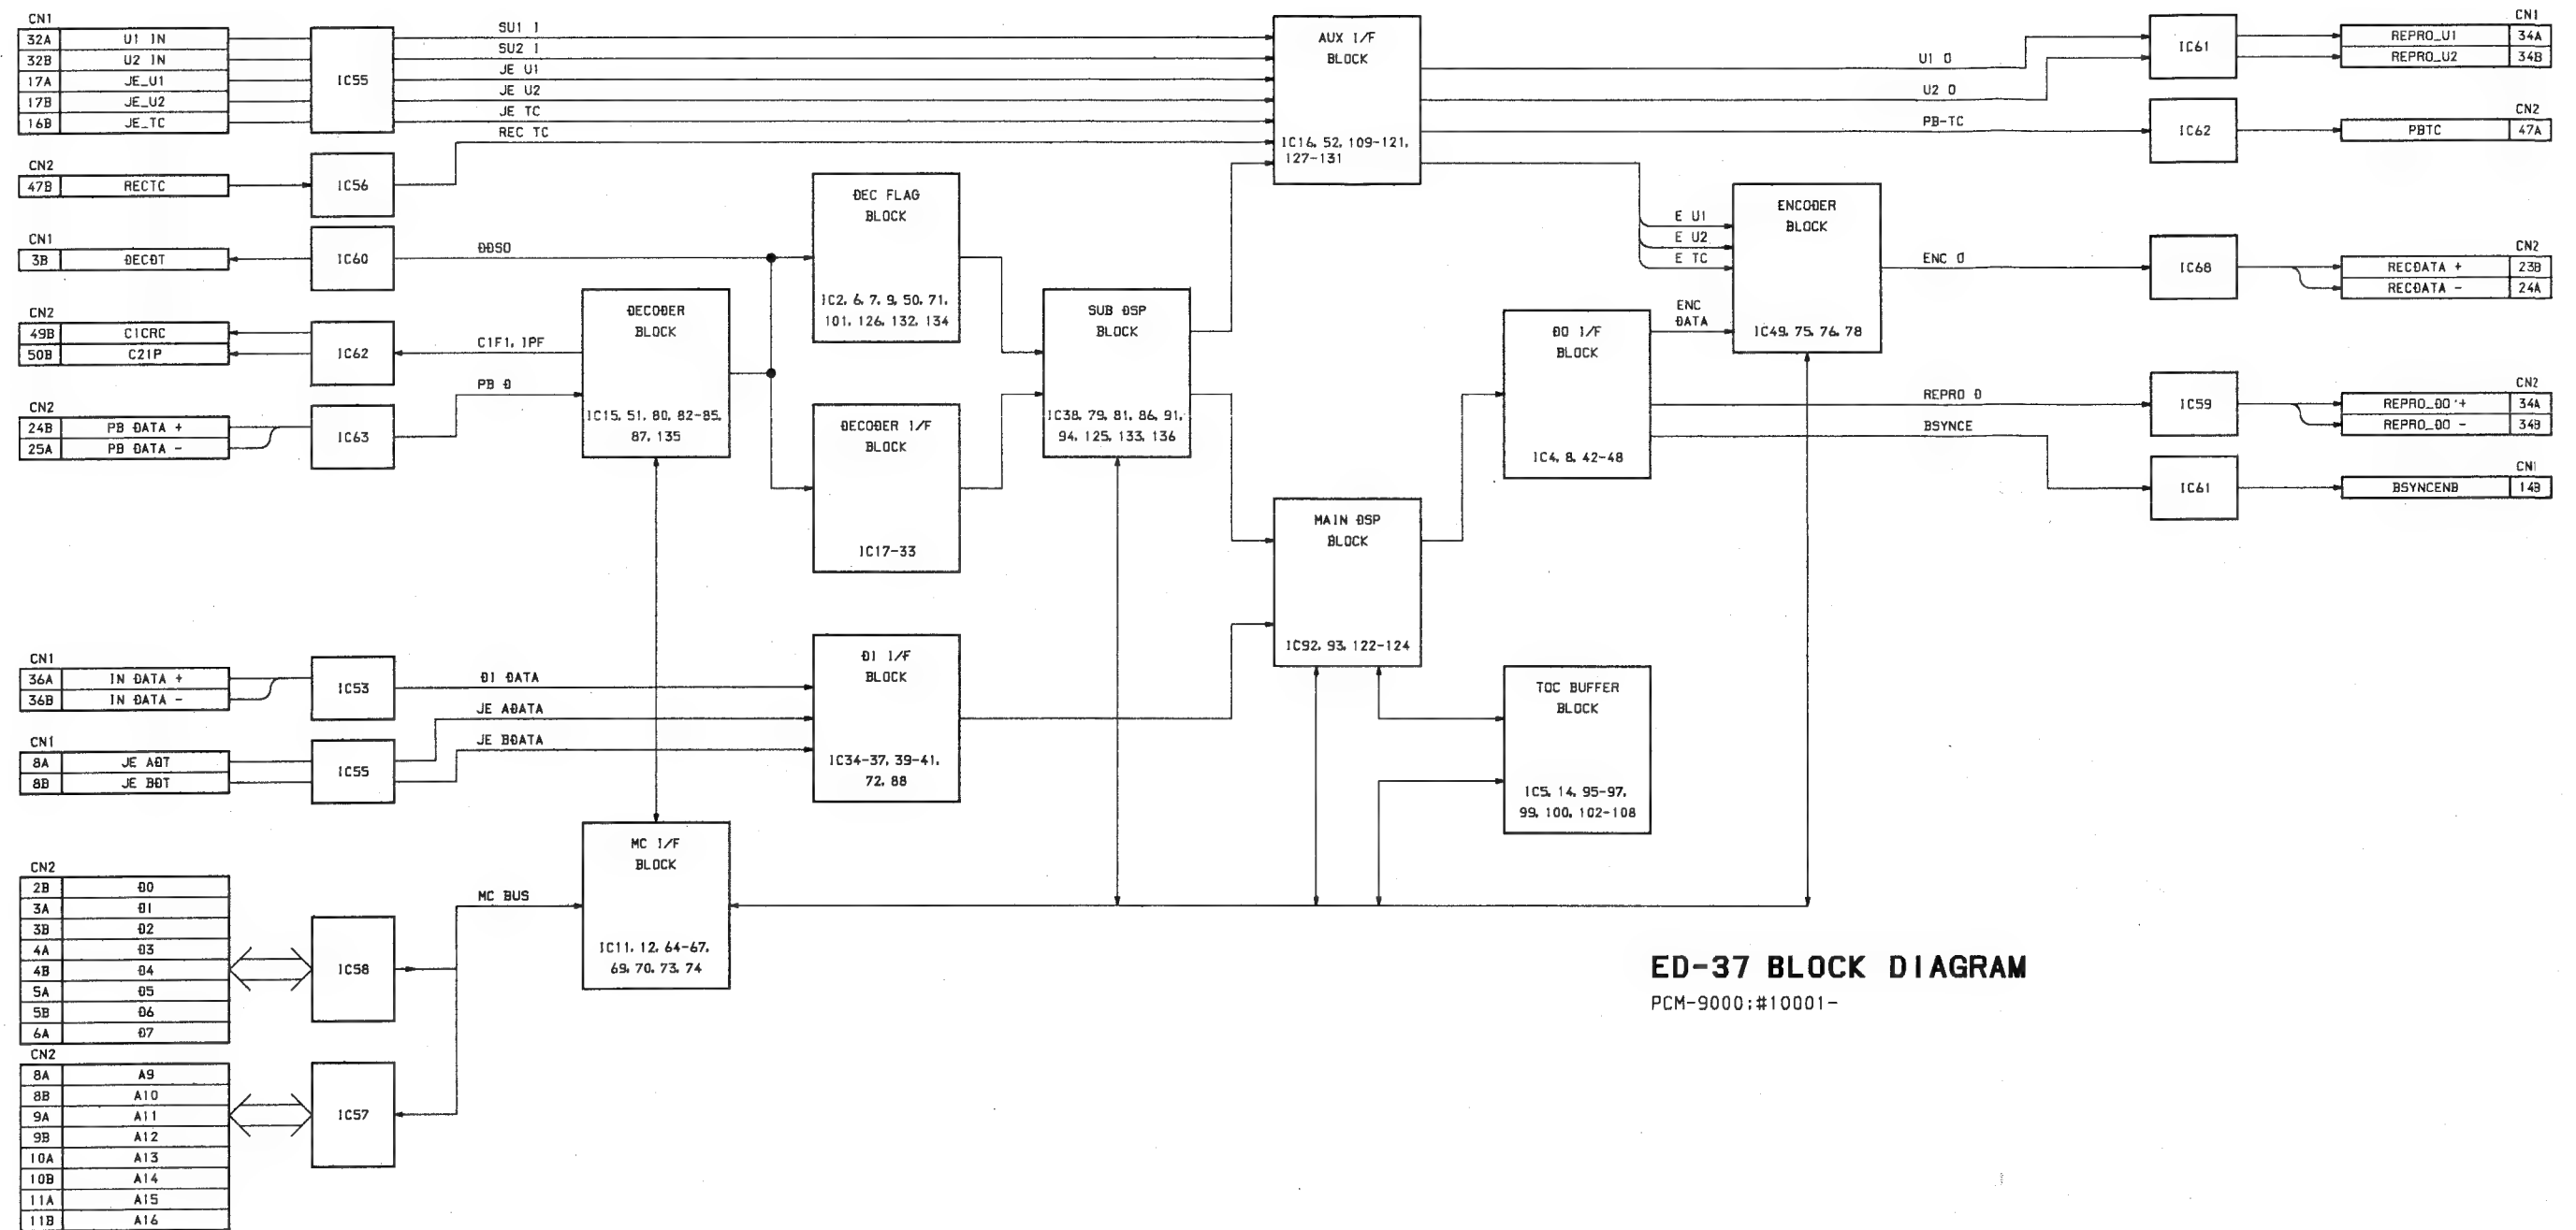 CN1
32A U1 IN
32B U2 IN
17A JE_U1
17B JE_U2
16B JE_TC
IC55
SU1 I
SU2 I
JE U1
JE U2
JE TC
REC TC
CN2
47B RECTC
IC56
CN1
3B DECDT
IC60
DDSO
CN2
49B C1CRC
50B C21P
IC62
C1F1, IPF
CN2
24B PB DATA +
25A PB DATA -
IC63
PB D
DECODER
BLOCK
IC15, 51, 80, 82-85,
87, 135
DEC FLAG
BLOCK
IC2, 6, 7, 9, 50, 71,
101, 126, 132, 134
DECODER I/F
BLOCK
IC17-33
SUB DSP
BLOCK
IC38, 79, 81, 86, 91,
94, 125, 133, 136
AUX I/F
BLOCK
IC16, 52, 109-121,
127-131
MAIN DSP
BLOCK
IC92, 93, 122-124
DO I/F
BLOCK
IC4, 8, 42-48
TOC BUFFER
BLOCK
IC5, 14, 95-97,
99, 100, 102-108
ENCODER
BLOCK
IC49, 75, 76, 78
U1 O
U2 O
PB-TC
E U1
E U2
E TC
ENC
DATA
ENC O
REPRO D
BSYNCE
IC61
CN1
REPRO_U1 34A
REPRO_U2 34B
IC62
CN2
PBTC 47A
IC68
CN2
RECDATA + 23B
RECDATA - 24A
IC59
CN2
REPRO_DO + 34A
REPRO_DO - 34B
IC61
CN1
BSYNCENB 14B
CN1
36A IN DATA +
36B IN DATA -
IC53
DI DATA
CN1
8A JE ADT
8B JE BDT
IC55
JE ADATA
JE BDATA
DI I/F
BLOCK
IC34-37, 39-41,
72, 88
MC I/F
BLOCK
IC11, 12, 64-67,
69, 70, 73, 74
MC BUS
CN2
2B D0
3A D1
3B D2
4A D3
4B D4
5A D5
5B D6
6A D7
IC58
CN2
8A A9
8B A10
9A A11
9B A12
10A A13
10B A14
11A A15
11B A16
IC57
ED-37 BLOCK DIAGRAM
PCM-9000;#10001-